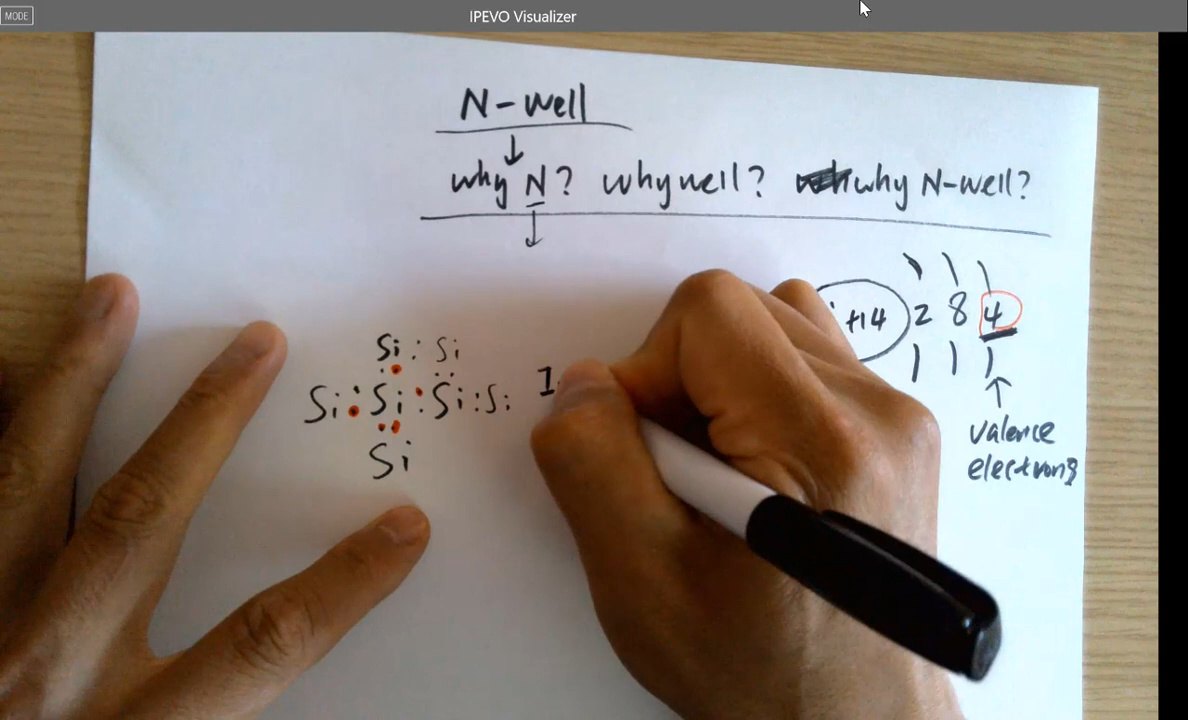 MODE
IPEVO Visualizer
N-well
why N? why well? why N-well?
+14 2 8 4
Si : Si
Si : Si : Si : Si
Si
valence
electrons